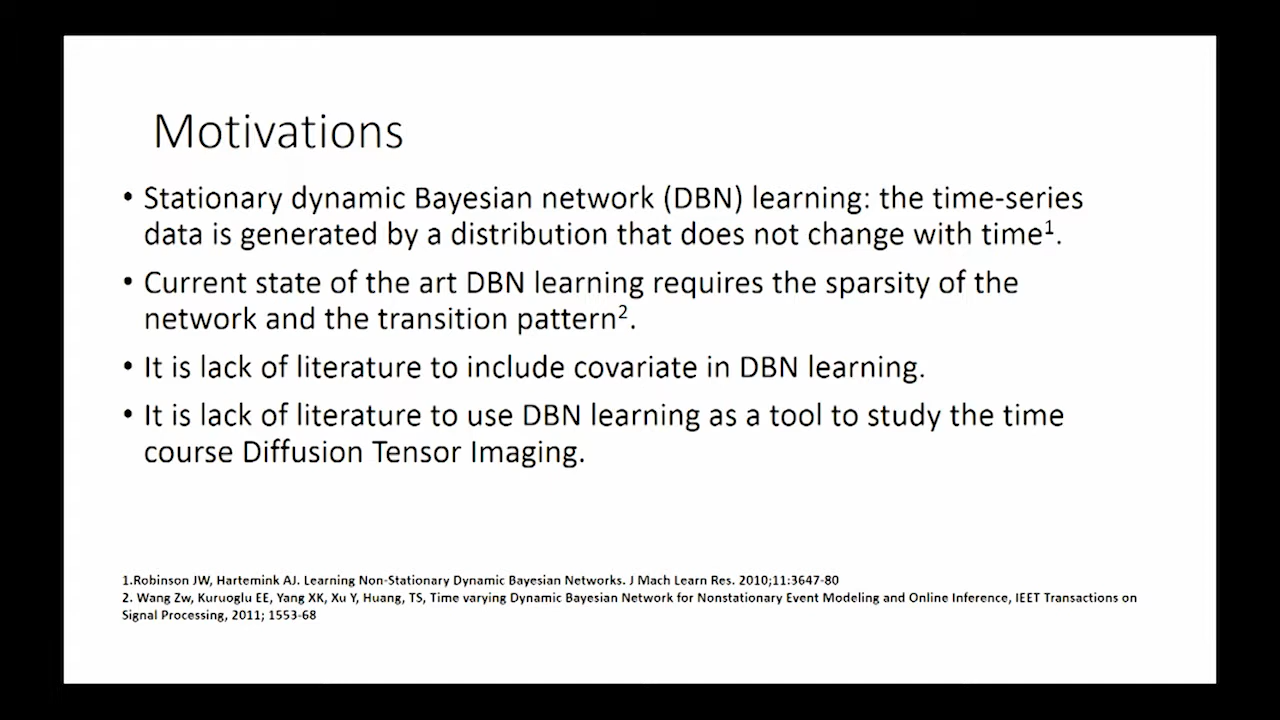 Motivations
• Stationary dynamic Bayesian network (DBN) learning: the time-series
data is generated by a distribution that does not change with time¹.
• Current state of the art DBN learning requires the sparsity of the
network and the transition pattern².
• It is lack of literature to include covariate in DBN learning.
• It is lack of literature to use DBN learning as a tool to study the time
course Diffusion Tensor Imaging.
1.Robinson JW, Hartemink AJ. Learning Non-Stationary Dynamic Bayesian Networks. J Mach Learn Res. 2010;11:3647-80
2. Wang Zw, Kuruoglu EE, Yang XK, Xu Y, Huang, TS, Time varying Dynamic Bayesian Network for Nonstationary Event Modeling and Online Inference, IEET Transactions on
Signal Processing, 2011; 1553-68